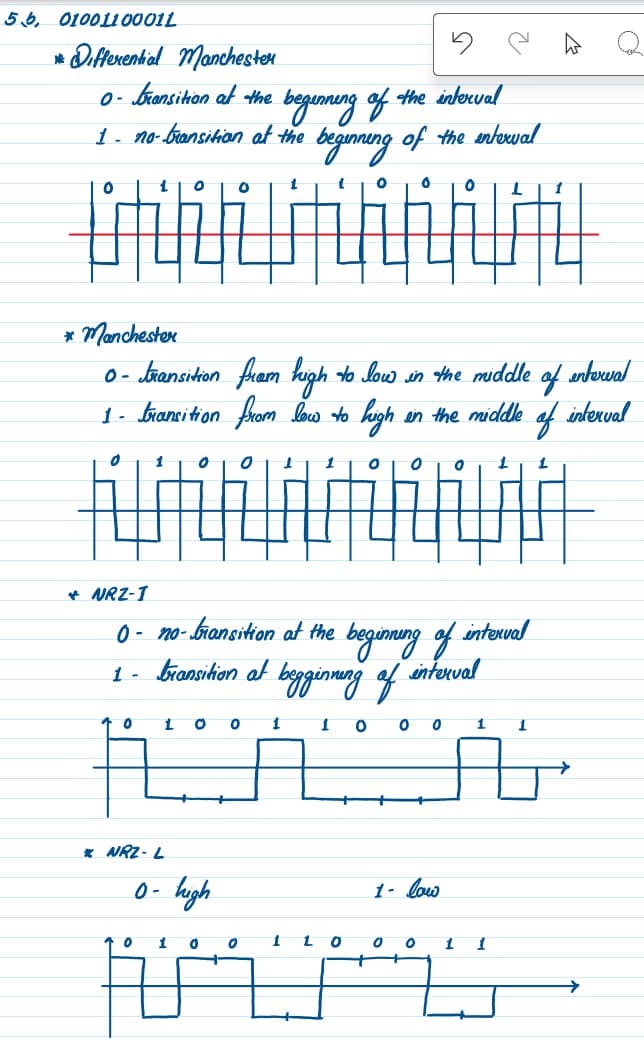 5.b. 01001100011
* Differential Manchester
0 - transition at the beginning of the interval
1 - no-transition at the beginning of the interval
0 1 0 0 1 1 0 0 0 1 1
* Manchester
0 - transition from high to low in the middle of interval
1 - transition from low to high in the middle of interval
0 1 0 0 1 1 0 0 0 1 1
* NRZ-I
0 - no-transition at the beginning of interval
1 - transition at begginning of interval
0 1 0 0 1 1 0 0 0 1 1
* NRZ-L
0 - high 1 - low
0 1 0 0 1 1 0 0 0 1 1